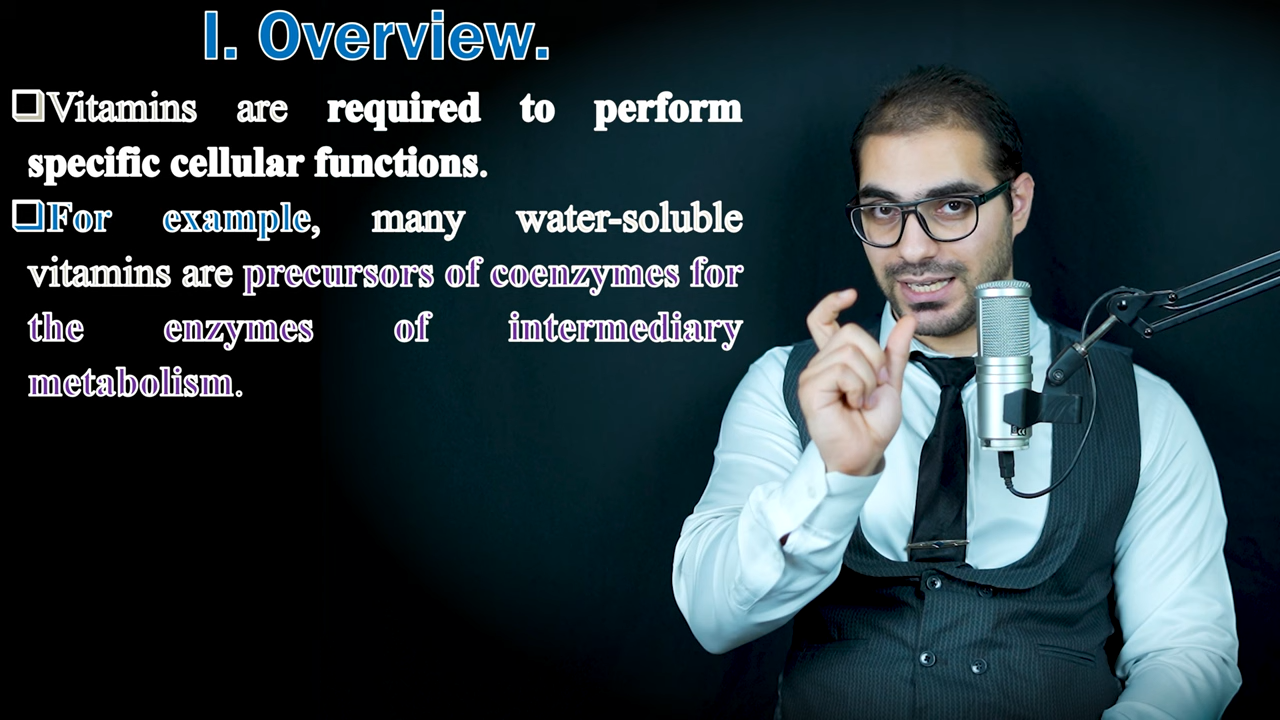 I. Overview.
❑Vitamins are required to perform
specific cellular functions.
❑For example, many water-soluble
vitamins are precursors of coenzymes for
the enzymes of intermediary
metabolism.